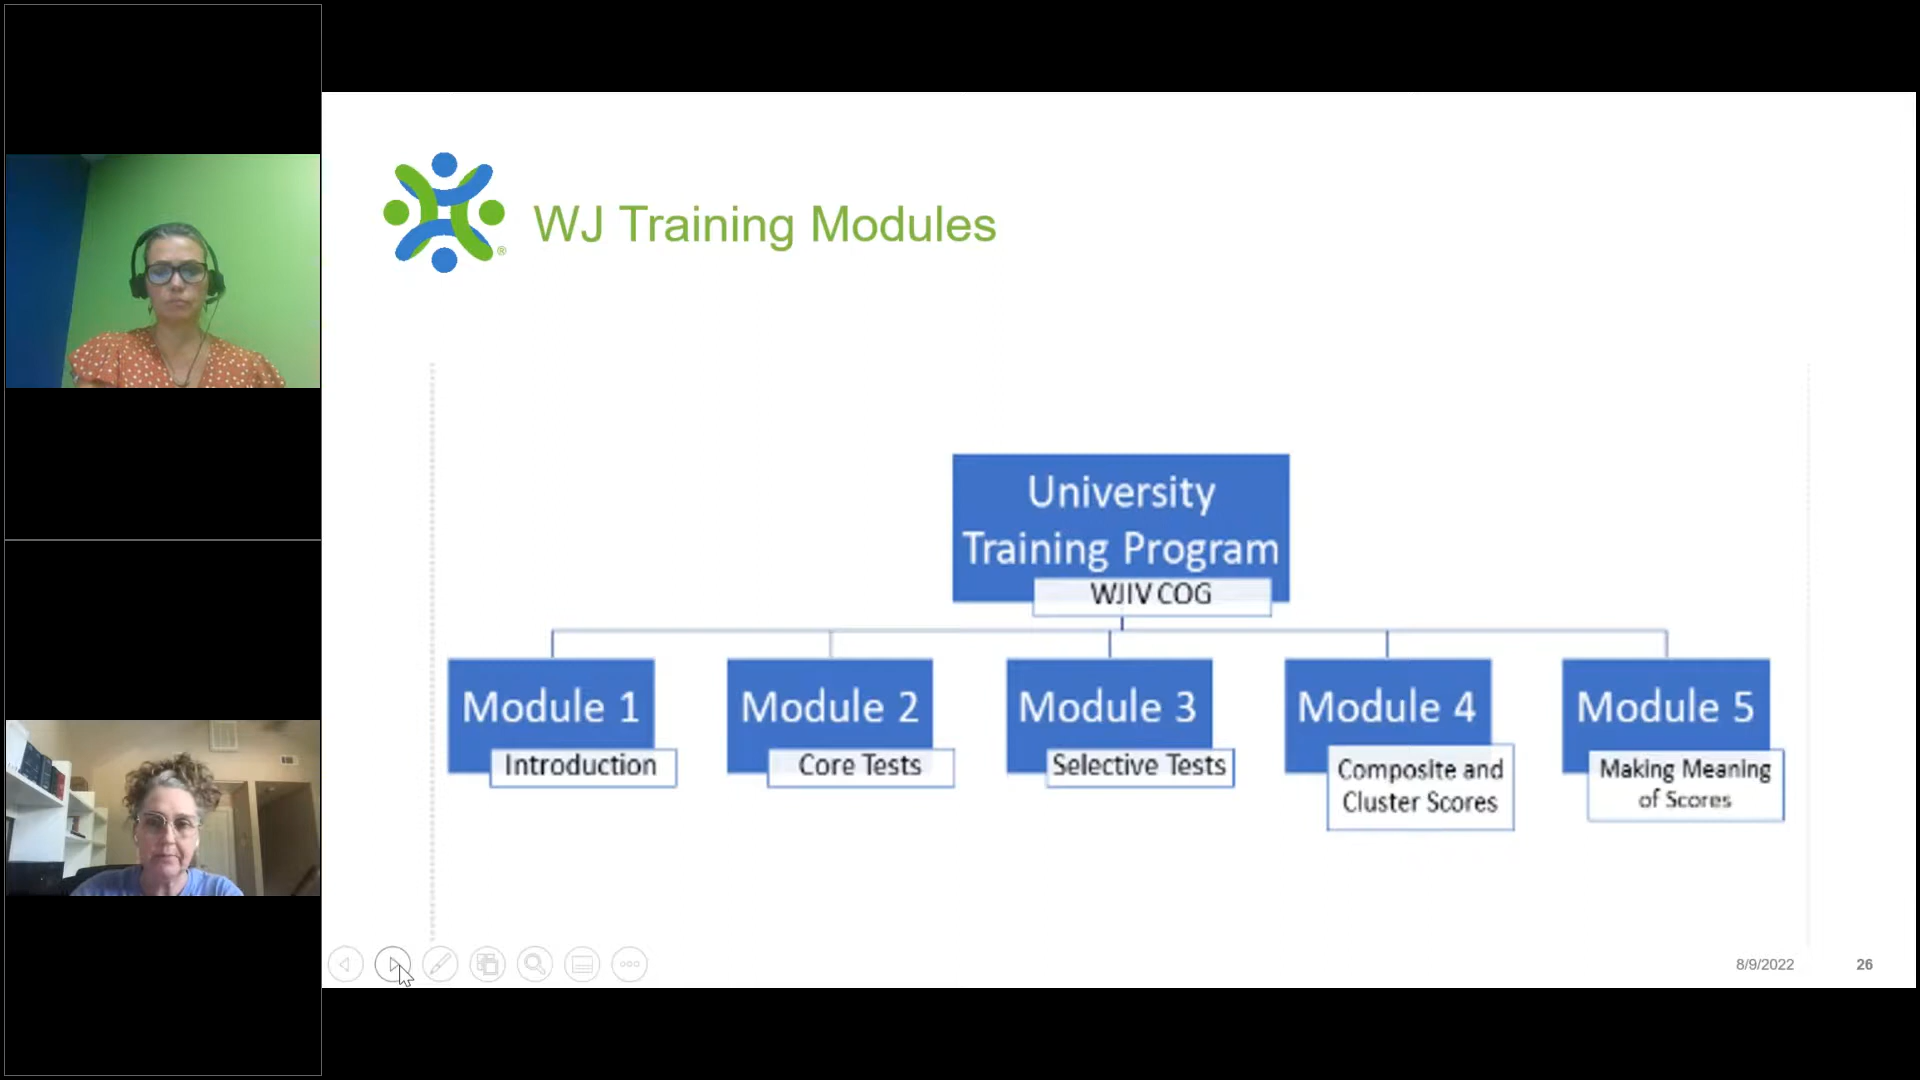 WJ Training Modules
®
University
Training Program
WJIV COG
Module 1
Introduction
Module 2
Core Tests
Module 3
Selective Tests
Module 4
Composite and
Cluster Scores
Module 5
Making Meaning
of Scores
8/9/2022
26